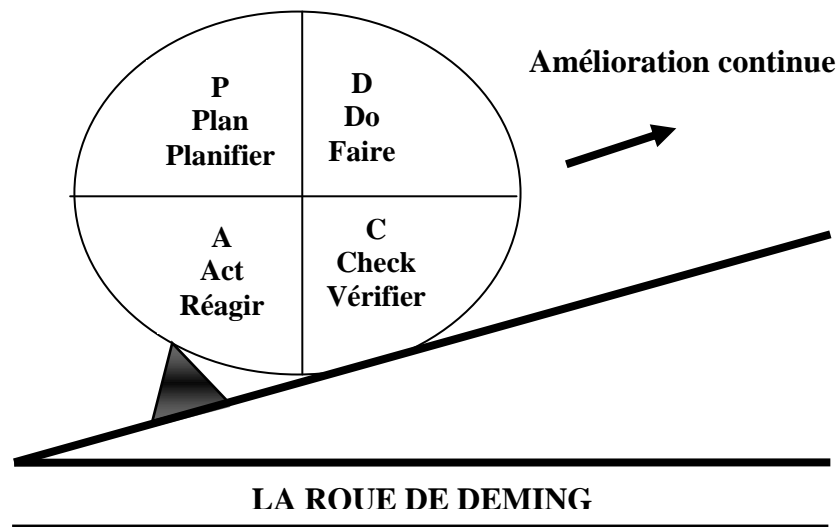 P
Plan
Planifier
D
Do
Faire
Amélioration continue
A
Act
Réagir
C
Check
Vérifier
LA ROUE DE DEMING